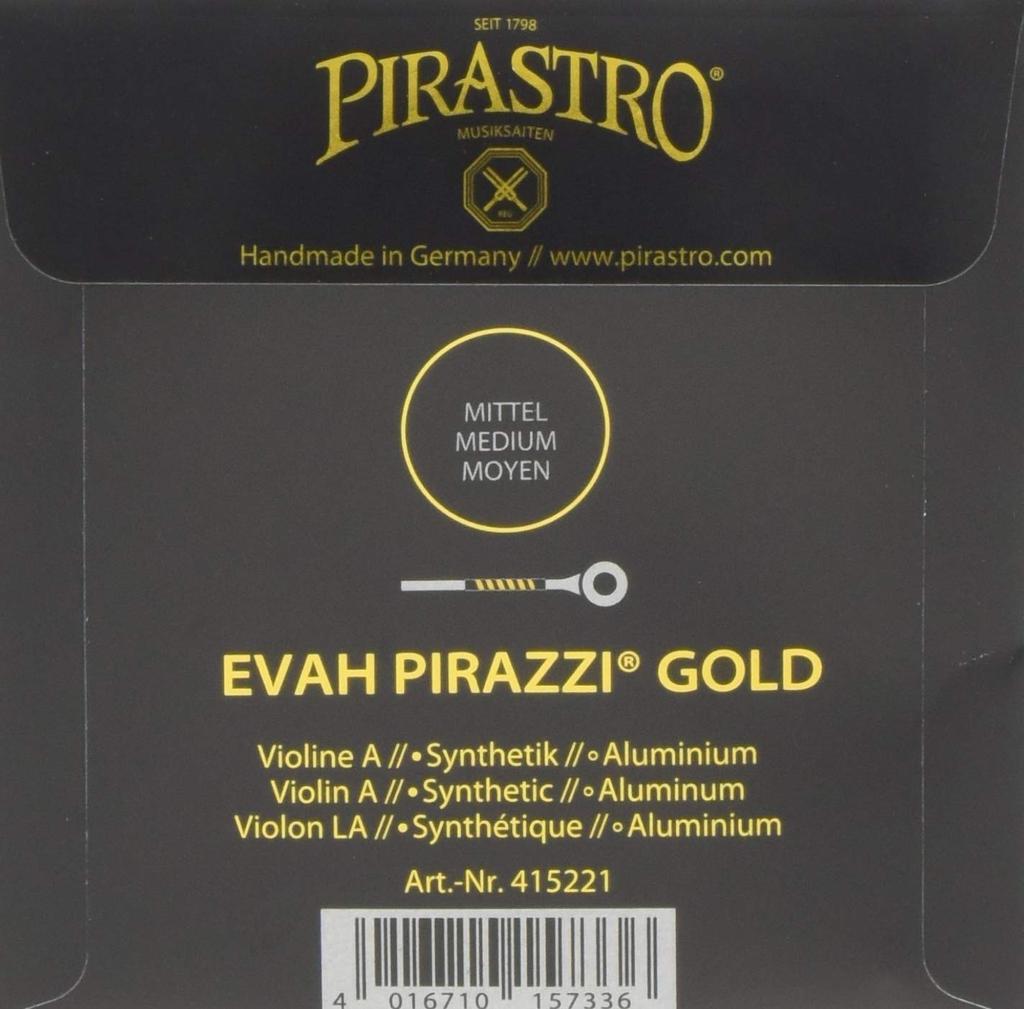 SEIT 1798
PIRASTRO®
MUSIKSAITEN
REG
Handmade in Germany // www.pirastro.com
MITTEL
MEDIUM
MOYEN
EVAH PIRAZZI® GOLD
Violine A //•Synthetik //∘Aluminium
Violin A //•Synthetic //∘Aluminum
Violon LA //•Synthétique //∘Aluminium
Art.-Nr. 415221
4 016710 157336